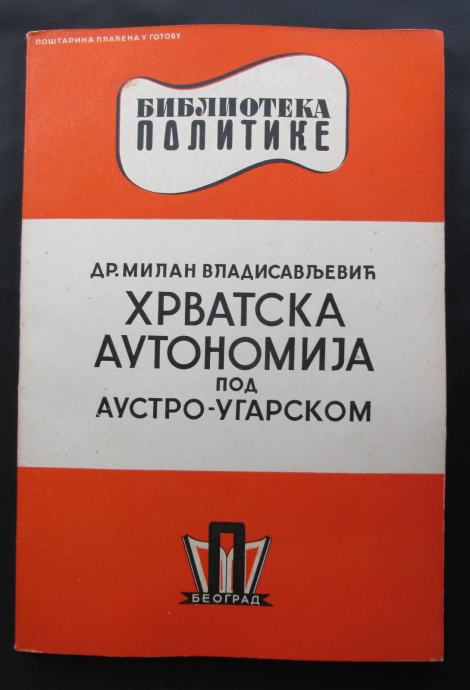 ПОШТАРИНА ПЛАЋЕНА У ГОТОВУ
БИБЛИОТЕКА
ПОЛИТИКЕ
ДР. МИЛАН ВЛАДИСАВЉЕВИЋ
ХРВАТСКА
АУТОНОМИЈА
ПОД
АУСТРО-УГАРСКОМ
П
БЕОГРАД